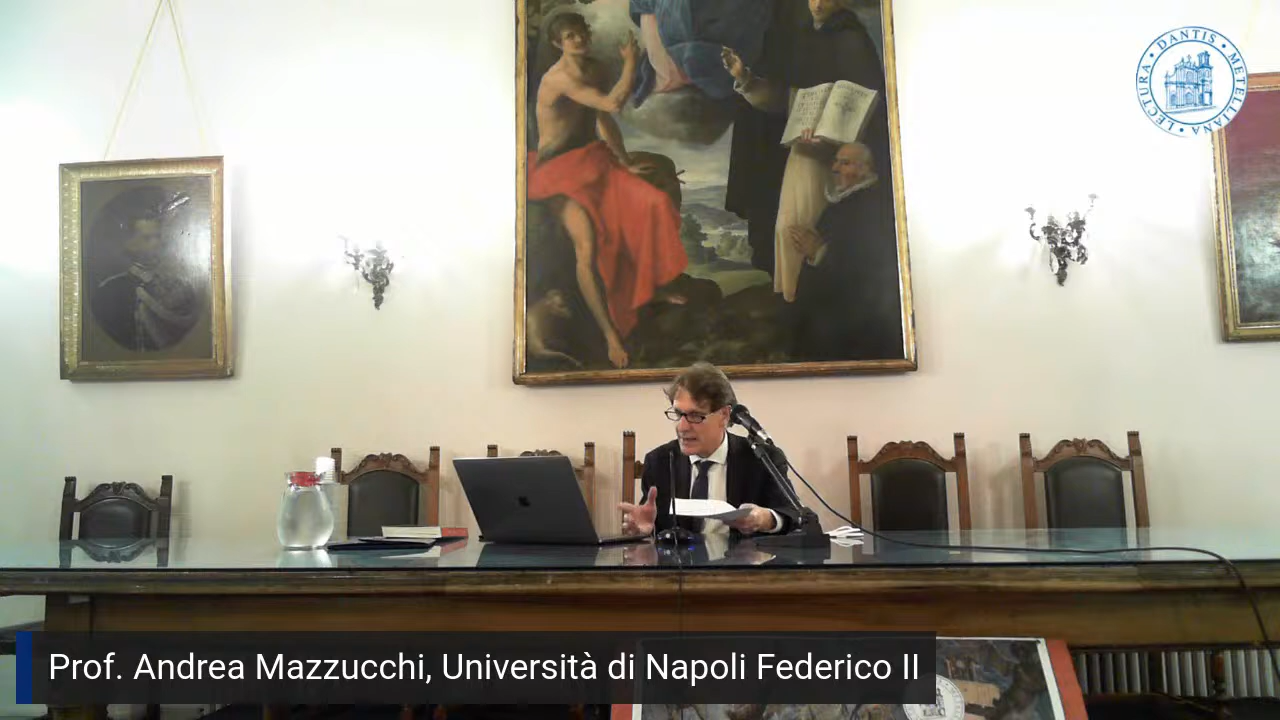 LECTURA • DANTIS • METELLIANA •
Prof. Andrea Mazzucchi, Università di Napoli Federico II